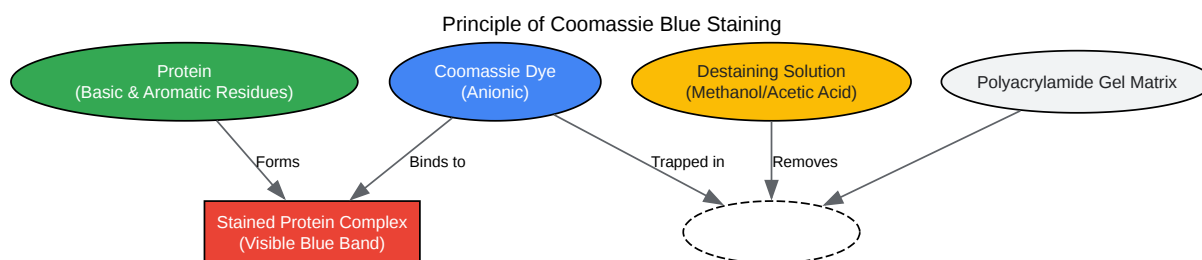 Principle of Coomassie Blue Staining
Protein
(Basic & Aromatic Residues)
Coomassie Dye
(Anionic)
Destaining Solution
(Methanol/Acetic Acid)
Polyacrylamide Gel Matrix
Forms
Binds to
Trapped in
Removes
Stained Protein Complex
(Visible Blue Band)